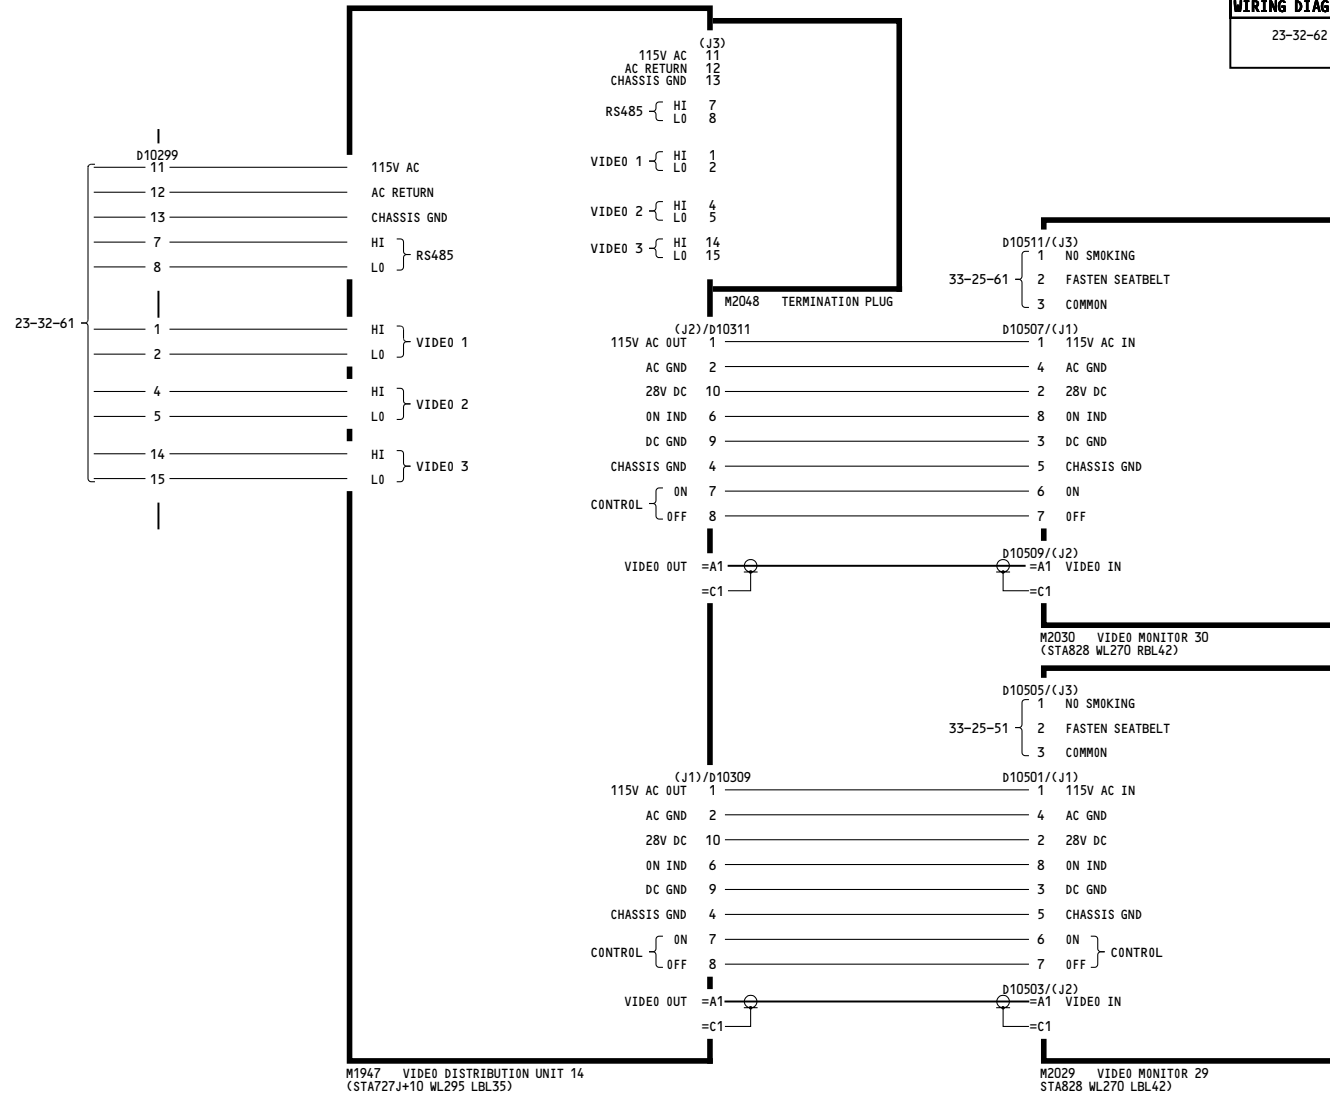 WIRING DIAG
23-32-62
(J3)
115V AC 11
AC RETURN 12
CHASSIS GND 13
RS485 HI 7
LO 8
VIDEO 1 HI 1
LO 2
VIDEO 2 HI 4
LO 5
VIDEO 3 HI 14
LO 15
M2048 TERMINATION PLUG
D10299
11 115V AC
12 AC RETURN
13 CHASSIS GND
7 HI
RS485
8 LO
23-32-61
1 HI
VIDEO 1
2 LO
4 HI
VIDEO 2
5 LO
14 HI
VIDEO 3
15 LO
(J2)/D10311
115V AC OUT 1
AC GND 2
28V DC 10
ON IND 6
DC GND 9
CHASSIS GND 4
ON 7
CONTROL
OFF 8
VIDEO OUT =A1
=C1
D10511/(J3)
1 NO SMOKING
33-25-61 2 FASTEN SEATBELT
3 COMMON
D10507/(J1)
1 115V AC IN
4 AC GND
2 28V DC
8 ON IND
3 DC GND
5 CHASSIS GND
6 ON
7 OFF
D10509/(J2)
=A1 VIDEO IN
=C1
M2030 VIDEO MONITOR 30
(STA828 WL270 RBL42)
D10505/(J3)
1 NO SMOKING
33-25-51 2 FASTEN SEATBELT
3 COMMON
(J1)/D10309
115V AC OUT 1
AC GND 2
28V DC 10
ON IND 6
DC GND 9
CHASSIS GND 4
ON 7
CONTROL
OFF 8
VIDEO OUT =A1
=C1
D10501/(J1)
1 115V AC IN
4 AC GND
2 28V DC
8 ON IND
3 DC GND
5 CHASSIS GND
6 ON
CONTROL
7 OFF
D10503/(J2)
=A1 VIDEO IN
=C1
M1947 VIDEO DISTRIBUTION UNIT 14
(STA727J+10 WL295 LBL35)
M2029 VIDEO MONITOR 29
STA828 WL270 LBL42)